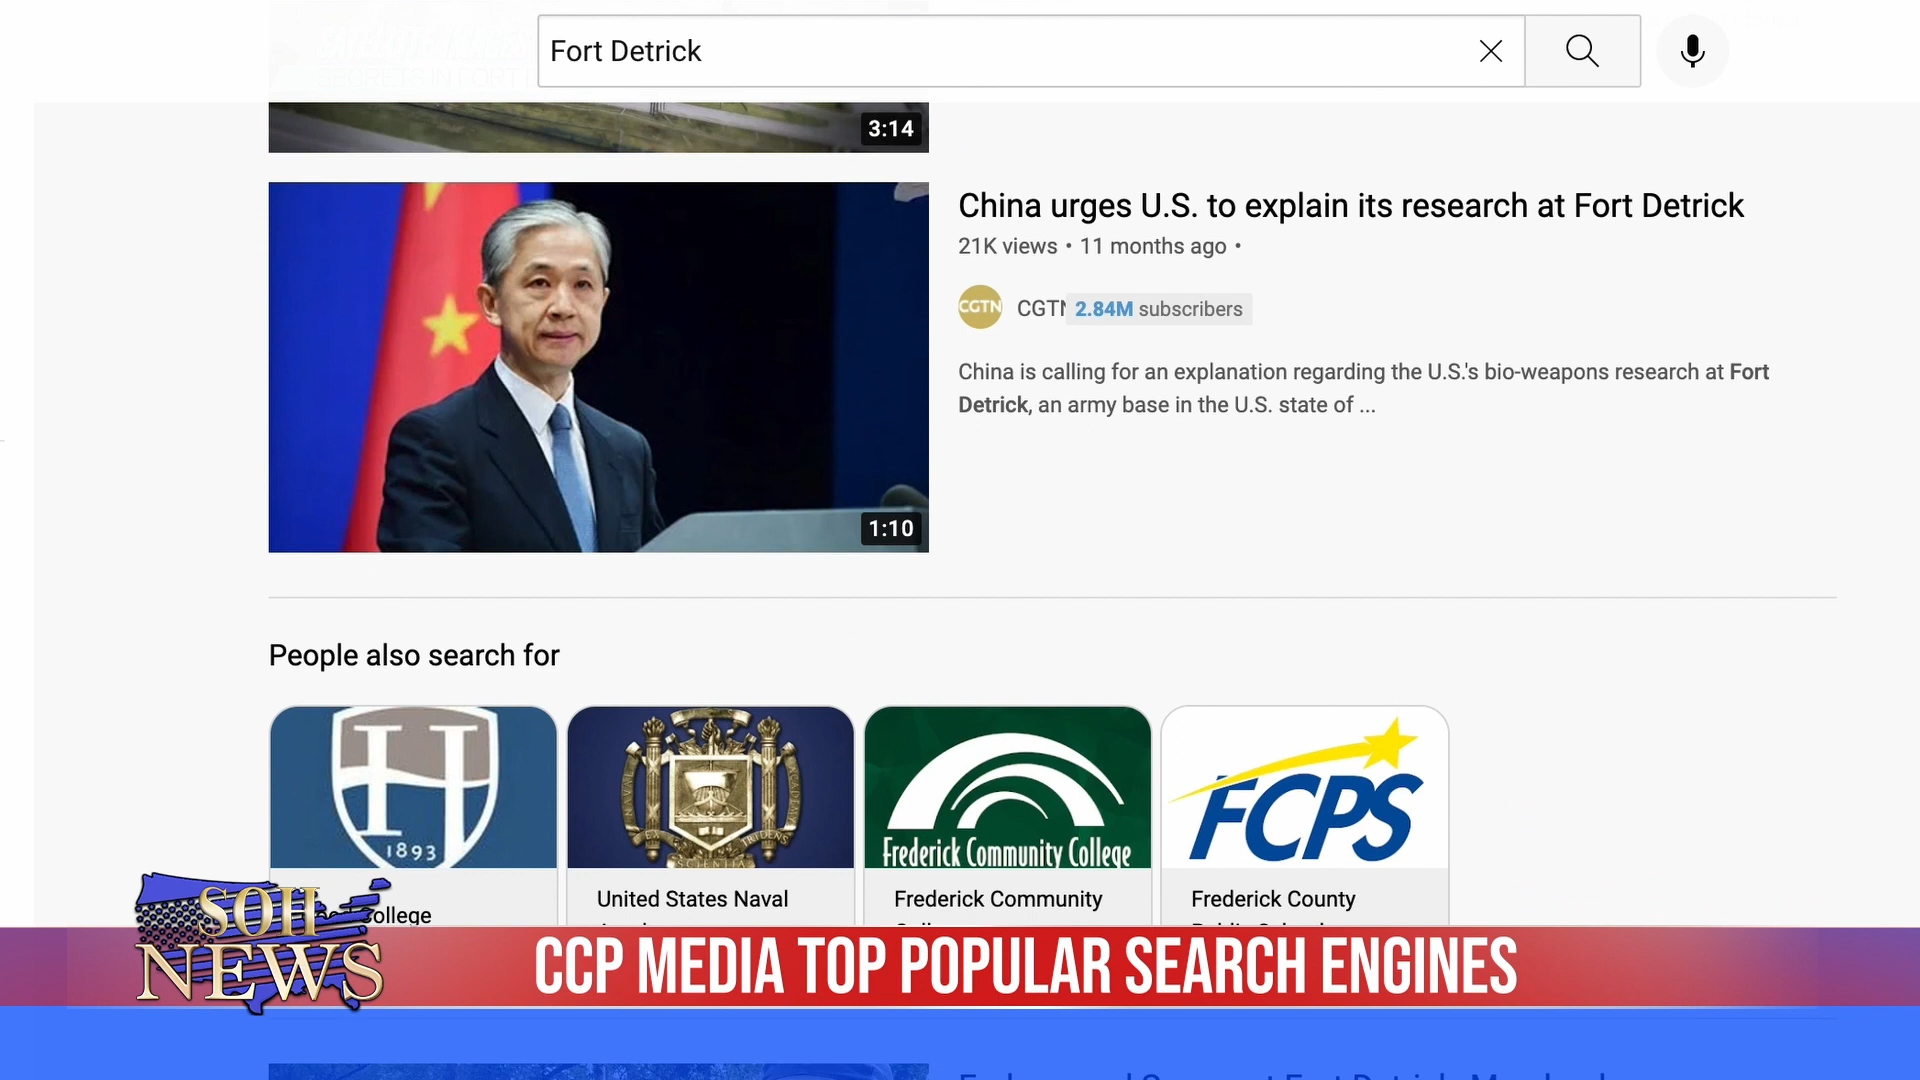 Fort Detrick
3:14
China urges U.S. to explain its research at Fort Detrick
21K views • 11 months ago •
CGTN
CGTN 2.84M subscribers
China is calling for an explanation regarding the U.S.'s bio-weapons research at Fort
Detrick, an army base in the U.S. state of ...
1:10
People also search for
H
1893
Frederick Community College
FCPS
College
United States Naval
Frederick Community
Frederick County
SOH
NEWS
CCP MEDIA TOP POPULAR SEARCH ENGINES